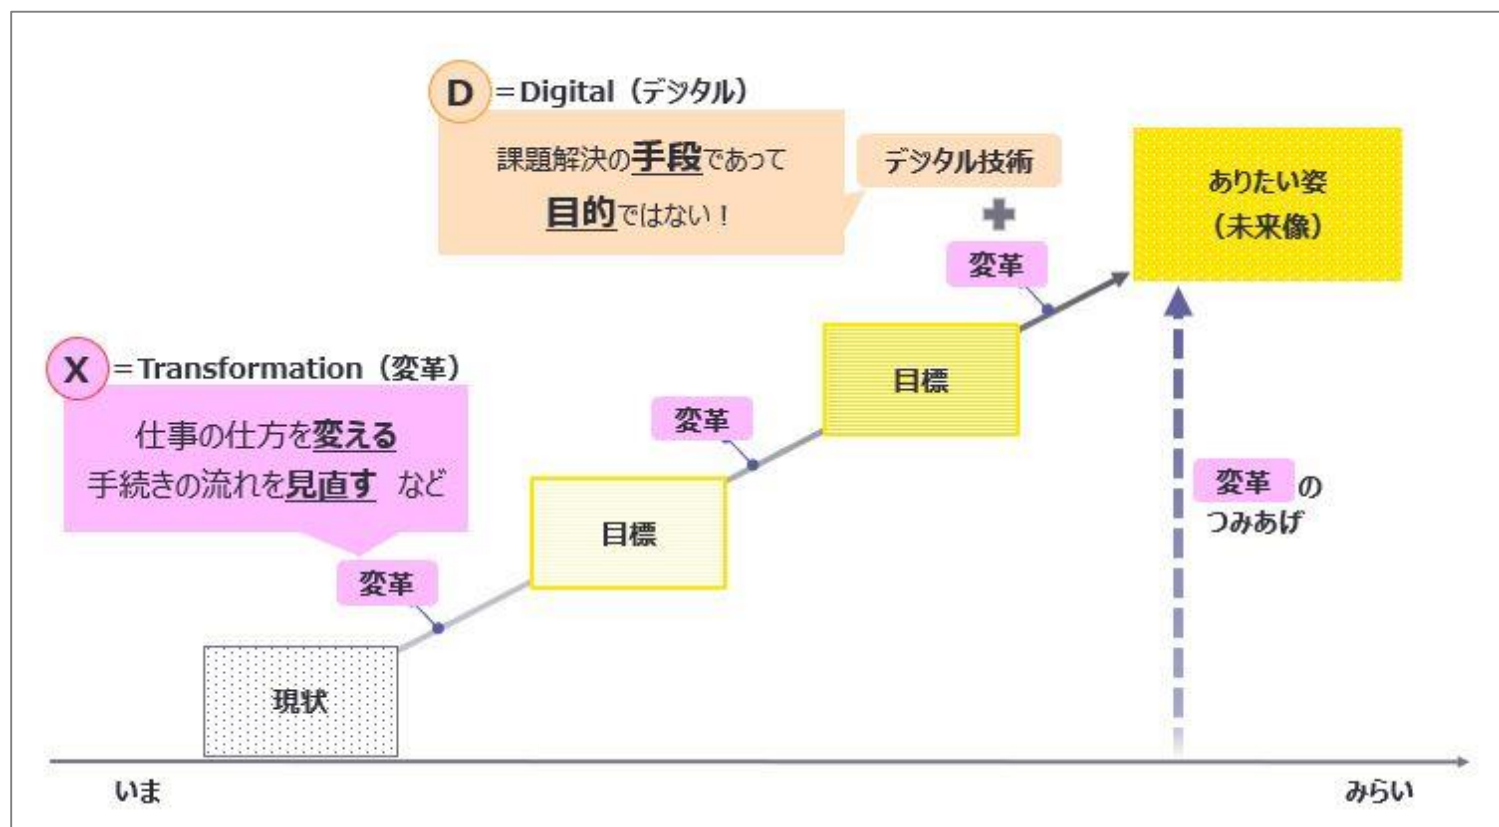 D =Digital（デジタル）
課題解決の手段であって
目的ではない！
デジタル技術
＋
変革
ありたい姿
（未来像）
X =Transformation（変革）
仕事の仕方を変える
手続きの流れを見直す など
変革
目標
変革
目標
変革 の
つみあげ
現状
いま
みらい